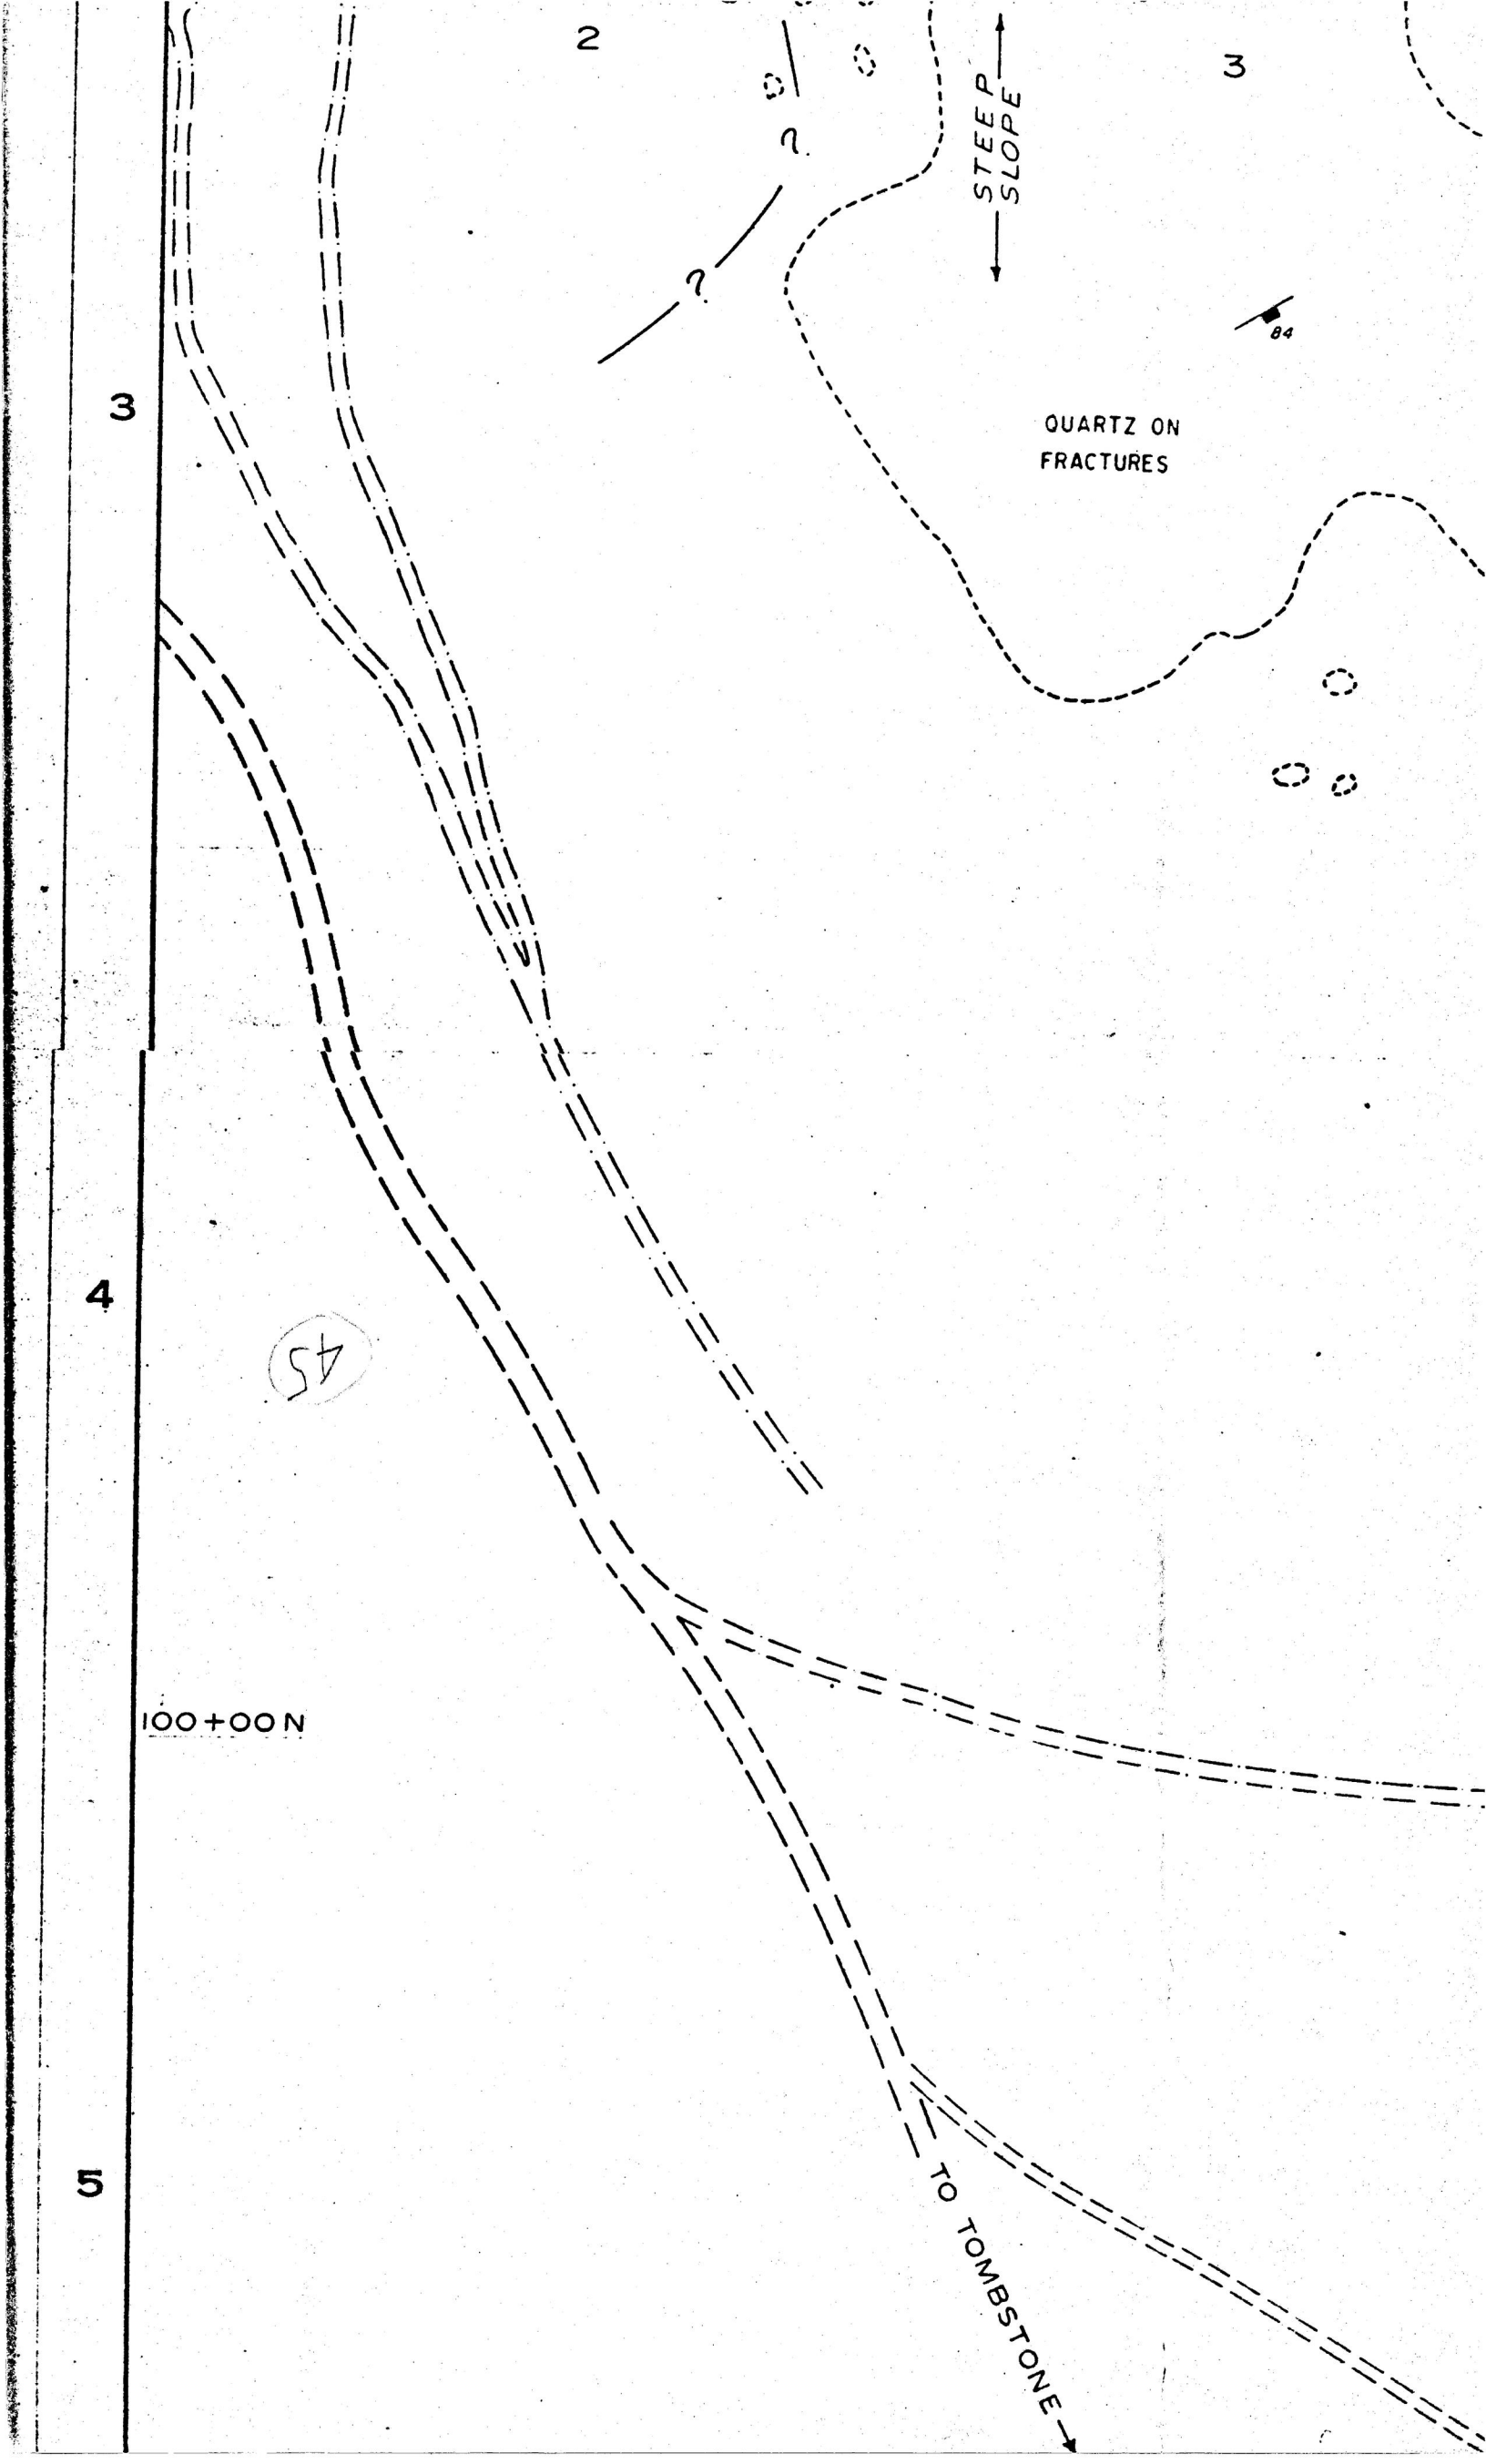 2
3
STEEP
SLOPE
?
?
84
3
QUARTZ ON
FRACTURES
4
45
100+00N
5
TO TOMBSTONE